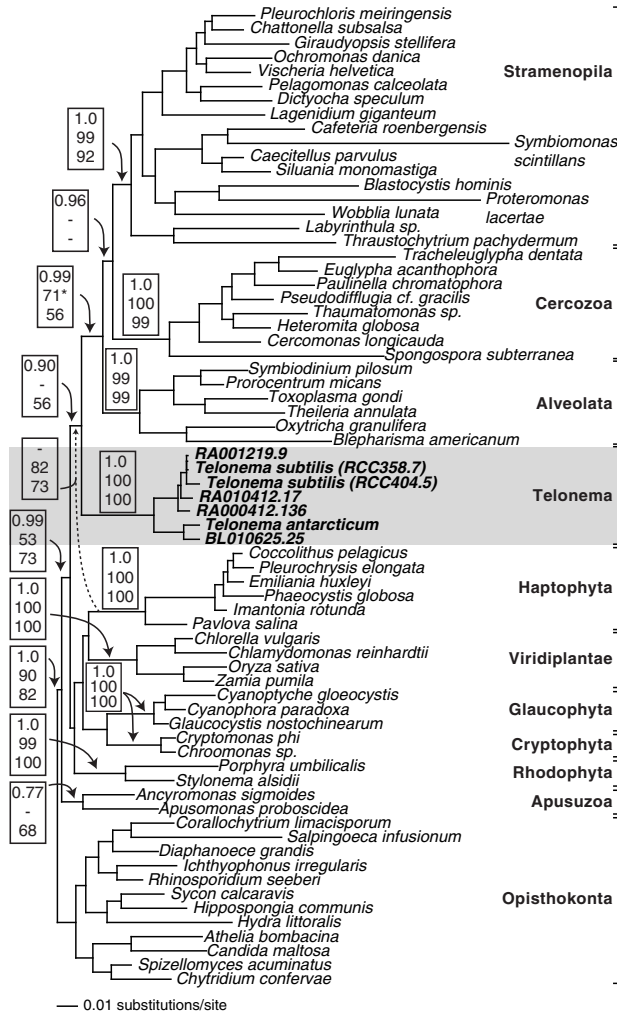 Pleurochloris meiringensis
Chattonella subsalsa
Giraudyopsis stellifera
Ochromonas danica
Vischeria helvetica
Stramenopila
Pelagomonas calceolata
Dictyocha speculum
Lagenidium giganteum
1.0
99
92
Cafeteria roenbergensis
Symbiomonas
scintillans
Caecitellus parvulus
Siluania monomastiga
Blastocystis hominis
Proteromonas
lacertae
0.96
-
-
Wobblia lunata
Labyrinthula sp.
Thraustochytrium pachydermum
Tracheleuglypha dentata
Euglypha acanthophora
0.99
71*
56
1.0
100
99
Paulinella chromatophora
Pseudodifflugia cf. gracilis
Cercozoa
Thaumatomonas sp.
Heteromita globosa
Cercomonas longicauda
Spongospora subterranea
0.90
-
56
1.0
99
99
Symbiodinium pilosum
Prorocentrum micans
Toxoplasma gondi
Alveolata
Theileria annulata
Oxytricha granulifera
Blepharisma americanum
-
82
73
1.0
100
100
RA001219.9
Telonema subtilis (RCC358.7)
Telonema subtilis (RCC404.5)
RA010412.17
Telonema
RA000412.136
Telonema antarcticum
BL010625.25
0.99
53
73
1.0
100
100
Coccolithus pelagicus
Pleurochrysis elongata
Emiliania huxleyi
Haptophyta
Phaeocystis globosa
Imantonia rotunda
Pavlova salina
1.0
100
100
Chlorella vulgaris
Chlamydomonas reinhardtii
Viridiplantae
Oryza sativa
Zamia pumila
1.0
90
82
1.0
100
100
Cyanoptyche gloeocystis
Cyanophora paradoxa
Glaucophyta
Glaucocystis nostochinearum
Cryptomonas phi
Cryptophyta
Chroomonas sp.
1.0
99
100
Porphyra umbilicalis
Rhodophyta
Stylonema alsidii
0.77
-
68
Ancyromonas sigmoides
Apusuzoa
Apusomonas proboscidea
Corallochytrium limacisporum
Salpingoeca infusionum
Diaphanoece grandis
Ichthyophonus irregularis
Rhinosporidium seeberi
Sycon calcaravis
Opisthokonta
Hippospongia communis
Hydra littoralis
Athelia bombacina
Candida maltosa
Spizellomyces acuminatus
Chytridium confervae
0.01 substitutions/site